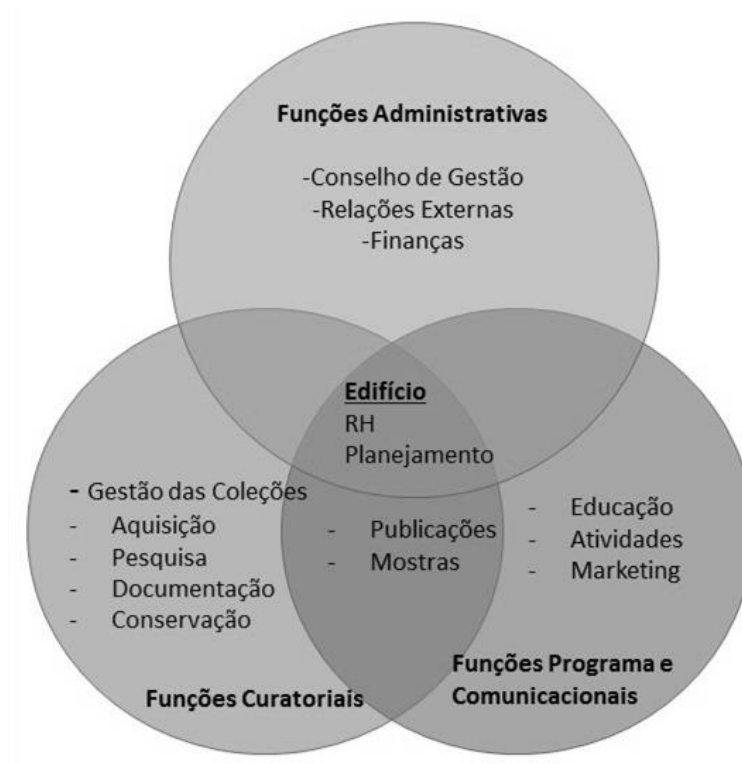 Funções Administrativas
-Conselho de Gestão
-Relações Externas
-Finanças
Edifício
RH
Planejamento
- Gestão das Coleções
- Aquisição
- Pesquisa
- Documentação
- Conservação
- Publicações
- Mostras
- Educação
- Atividades
- Marketing
Funções Curatoriais
Funções Programa e
Comunicacionais